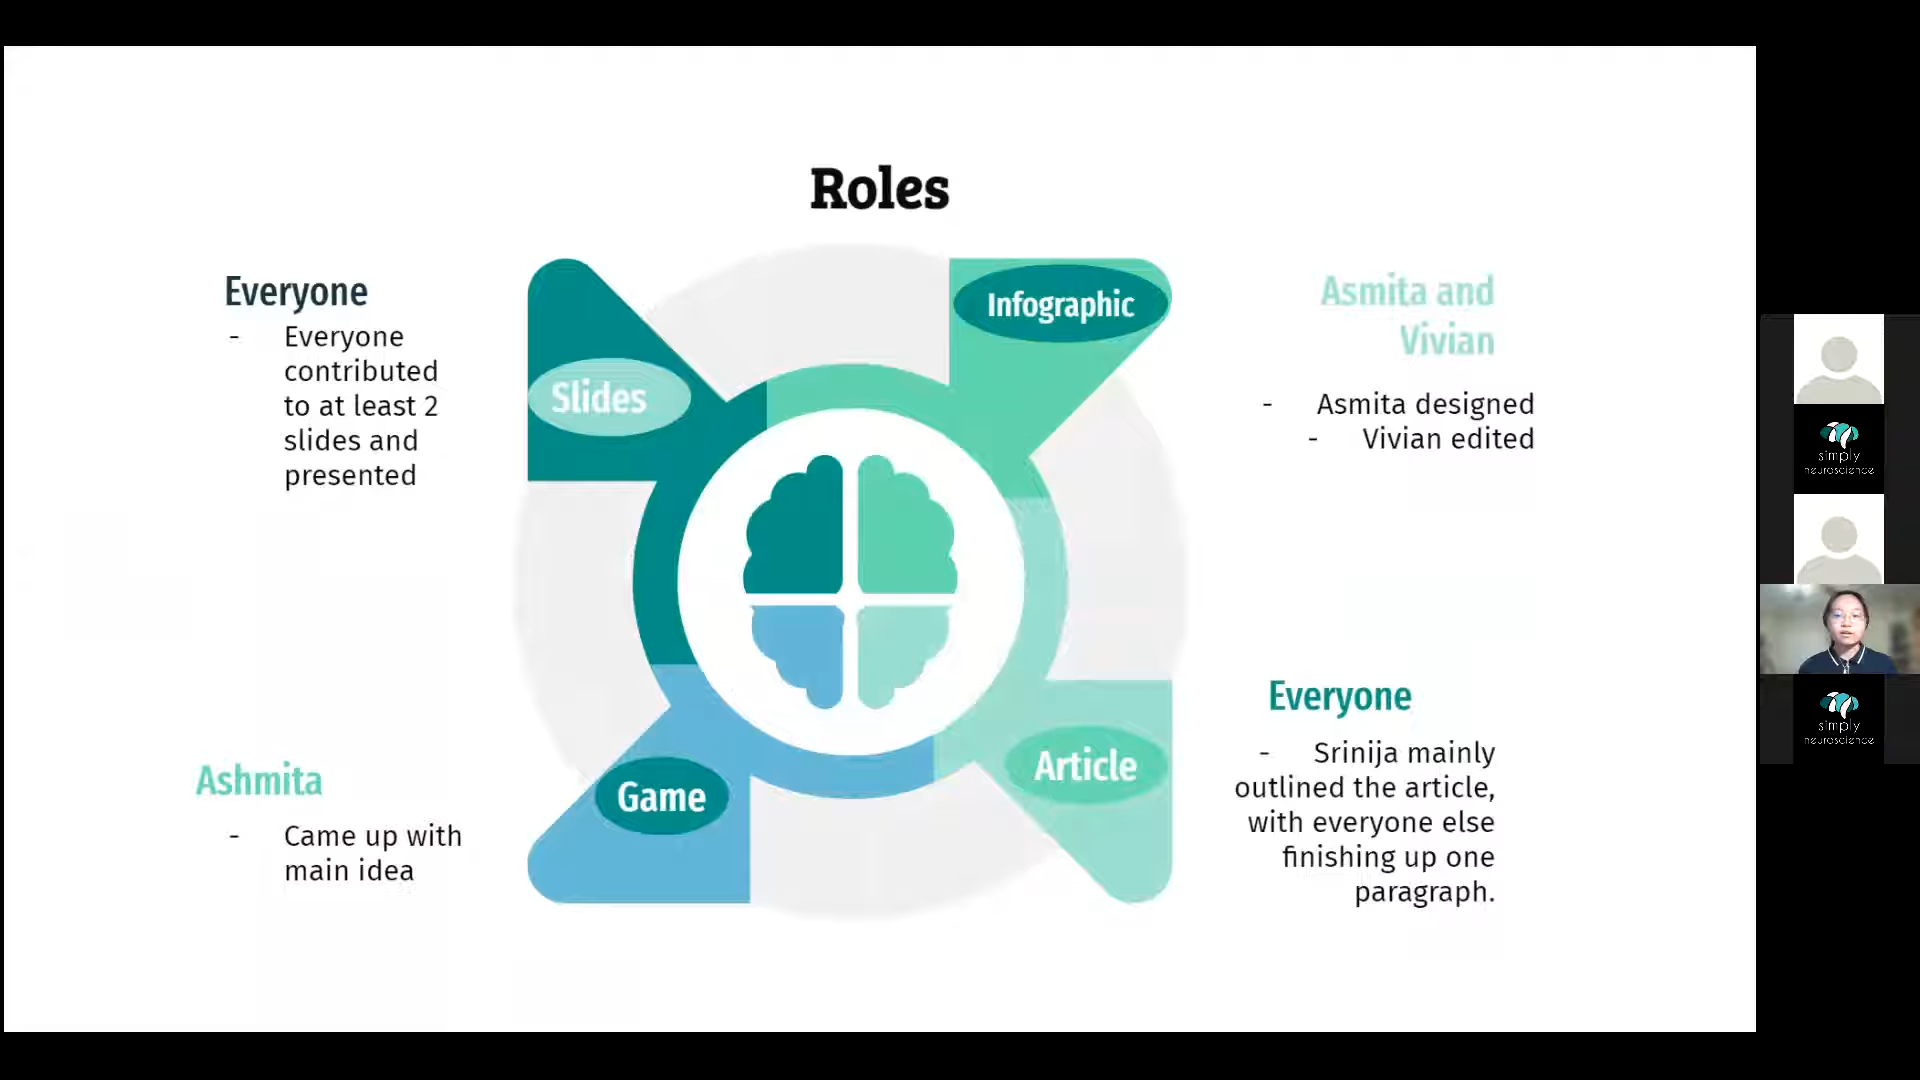 Roles
Everyone
- Everyone
contributed
to at least 2
slides and
presented
Slides
Infographic
Asmita and
Vivian
- Asmita designed
- Vivian edited
Ashmita
- Came up with
main idea
Game
Article
Everyone
- Srinija mainly
outlined the article,
with everyone else
finishing up one
paragraph.
simply
neuroscience
simply
neuroscience